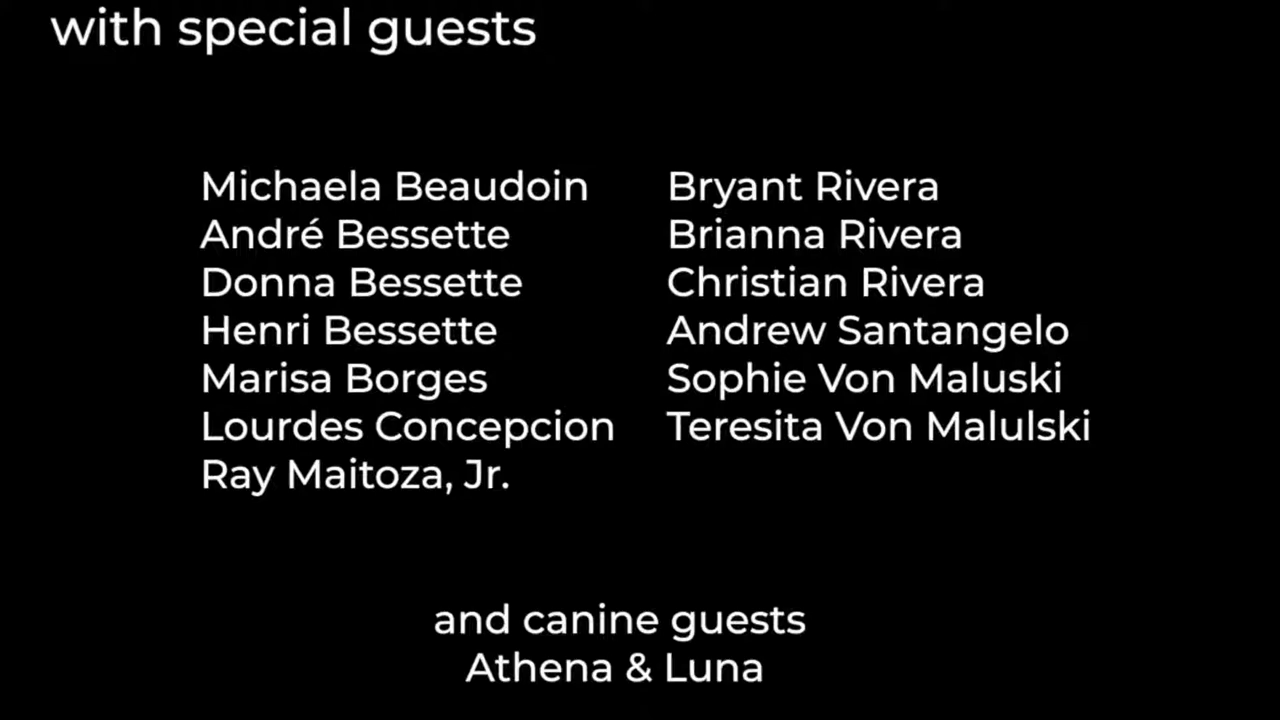 with special guests
Michaela Beaudoin
André Bessette
Donna Bessette
Henri Bessette
Marisa Borges
Lourdes Concepcion
Ray Maitoza, Jr.
Bryant Rivera
Brianna Rivera
Christian Rivera
Andrew Santangelo
Sophie Von Maluski
Teresita Von Malulski
and canine guests
Athena & Luna